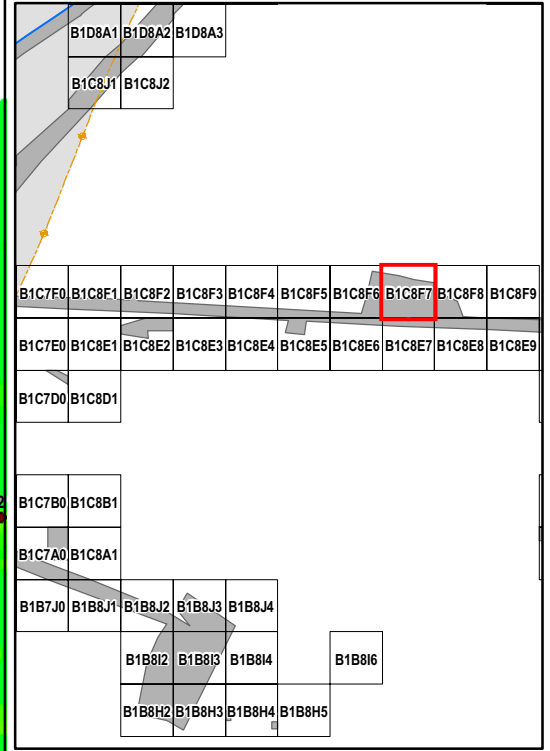 B1D8A1 B1D8A2 B1D8A3
B1C8J1 B1C8J2
B1C7F0 B1C8F1 B1C8F2 B1C8F3 B1C8F4 B1C8F5 B1C8F6 B1C8F7 B1C8F8 B1C8F9
B1C7E0 B1C8E1 B1C8E2 B1C8E3 B1C8E4 B1C8E5 B1C8E6 B1C8E7 B1C8E8 B1C8E9
B1C7D0 B1C8D1
2 B1C7B0 B1C8B1
B1C7A0 B1C8A1
B1B7J0 B1B8J1 B1B8J2 B1B8J3 B1B8J4
B1B8I2 B1B8I3 B1B8I4 B1B8I6
B1B8H2 B1B8H3 B1B8H4 B1B8H5